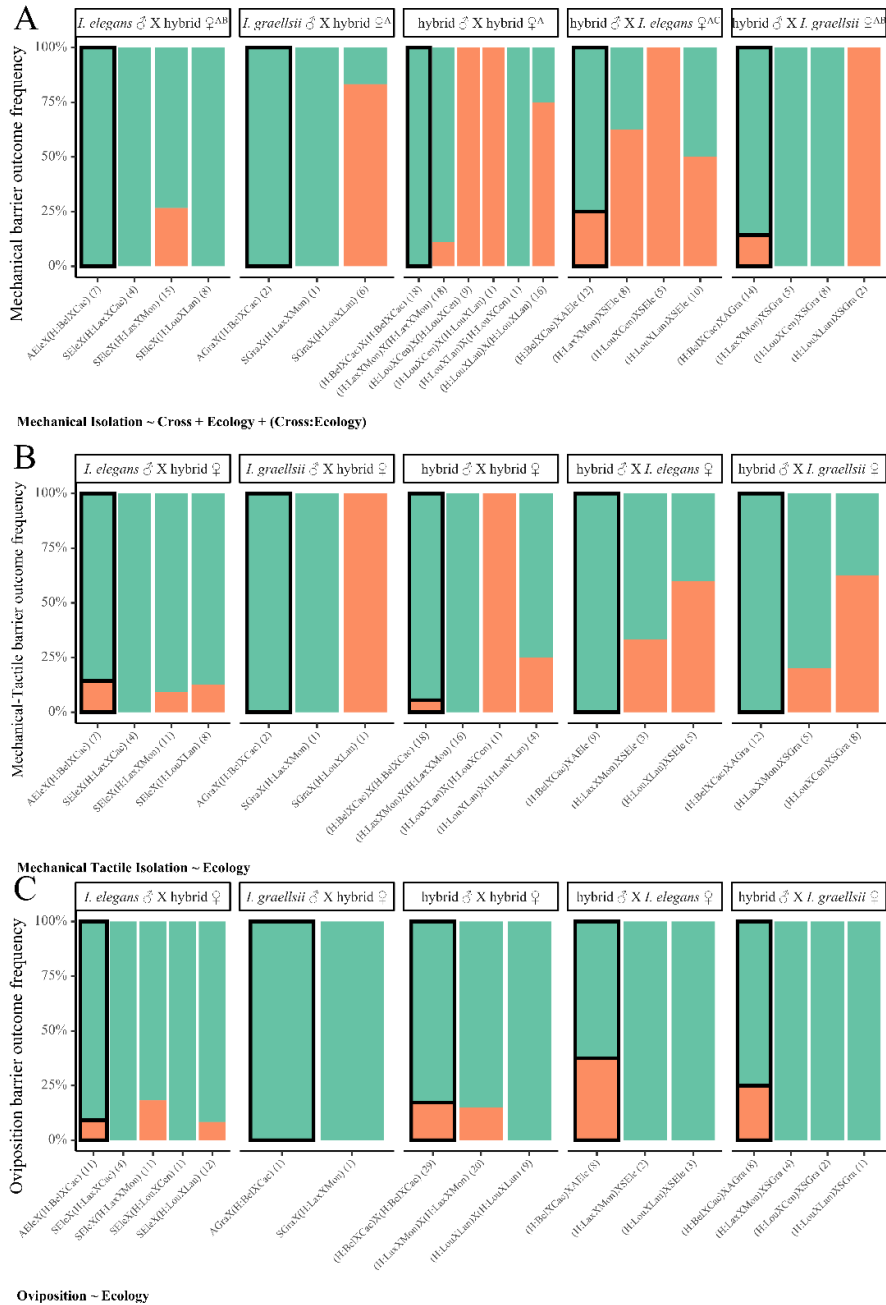 A
I. elegans ♂ X hybrid ♀AB
I. graellsii ♂ X hybrid ♀A
hybrid ♂ X hybrid ♀A
hybrid ♂ X I. elegans ♀AC
hybrid ♂ X I. graellsii ♀AB
Mechanical barrier outcome frequency
100%
75%
50%
25%
0%
AEleX(H:BelXCac) (7)
SEleX(H:LaxXCac) (4)
SEleX(H:LaxXMon) (15)
SEleX(H:LouXLan) (8)
AGraX(H:BelXCac) (2)
SGraX(H:LaxXMon) (1)
SGraX(H:LouXLan) (6)
(H:BelXCac)X(H:BelXCac) (18)
(H:LaxXMon)X(H:LaxXMon) (18)
(H:LouXCen)X(H:LouXCen) (9)
(H:LouXCen)X(H:LouXLan) (1)
(H:LouXLan)X(H:LouXCen) (1)
(H:LouXLan)X(H:LouXLan) (16)
(H:BelXCac)XAEle (12)
(H:LaxXMon)XSEle (8)
(H:LouXCen)XSEle (5)
(H:LouXLan)XSEle (10)
(H:BelXCac)XAGra (14)
(H:LaxXMon)XSGra (5)
(H:LouXCen)XSGra (8)
(H:LouXLan)XSGra (2)
Mechanical Isolation ~ Cross + Ecology + (Cross:Ecology)
B
I. elegans ♂ X hybrid ♀
I. graellsii ♂ X hybrid ♀
hybrid ♂ X hybrid ♀
hybrid ♂ X I. elegans ♀
hybrid ♂ X I. graellsii ♀
Mechanical-Tactile barrier outcome frequency
100%
75%
50%
25%
0%
AEleX(H:BelXCac) (7)
SEleX(H:LaxXCac) (4)
SEleX(H:LaxXMon) (11)
SEleX(H:LouXLan) (8)
AGraX(H:BelXCac) (2)
SGraX(H:LaxXMon) (1)
SGraX(H:LouXLan) (1)
(H:BelXCac)X(H:BelXCac) (18)
(H:LaxXMon)X(H:LaxXMon) (16)
(H:LouXLan)X(H:LouXCen) (1)
(H:LouXLan)X(H:LouXLan) (4)
(H:BelXCac)XAEle (9)
(H:LaxXMon)XSEle (3)
(H:LouXLan)XSEle (5)
(H:BelXCac)XAGra (12)
(H:LaxXMon)XSGra (5)
(H:LouXCen)XSGra (8)
Mechanical Tactile Isolation ~ Ecology
C
I. elegans ♂ X hybrid ♀
I. graellsii ♂ X hybrid ♀
hybrid ♂ X hybrid ♀
hybrid ♂ X I. elegans ♀
hybrid ♂ X I. graellsii ♀
Oviposition barrier outcome frequency
100%
75%
50%
25%
0%
AEleX(H:BelXCac) (11)
SEleX(H:LaxXCac) (4)
SEleX(H:LaxXMon) (11)
SEleX(H:LouXCen) (1)
SEleX(H:LouXLan) (12)
AGraX(H:BelXCac) (1)
SGraX(H:LaxXMon) (1)
(H:BelXCac)X(H:BelXCac) (29)
(H:LaxXMon)X(H:LaxXMon) (20)
(H:LouXLan)X(H:LouXLan) (9)
(H:BelXCac)XAEle (8)
(H:LaxXMon)XSEle (2)
(H:LouXLan)XSEle (3)
(H:BelXCac)XAGra (8)
(H:LaxXMon)XSGra (4)
(H:LouXCen)XSGra (2)
(H:LouXLan)XSGra (1)
Oviposition ~ Ecology